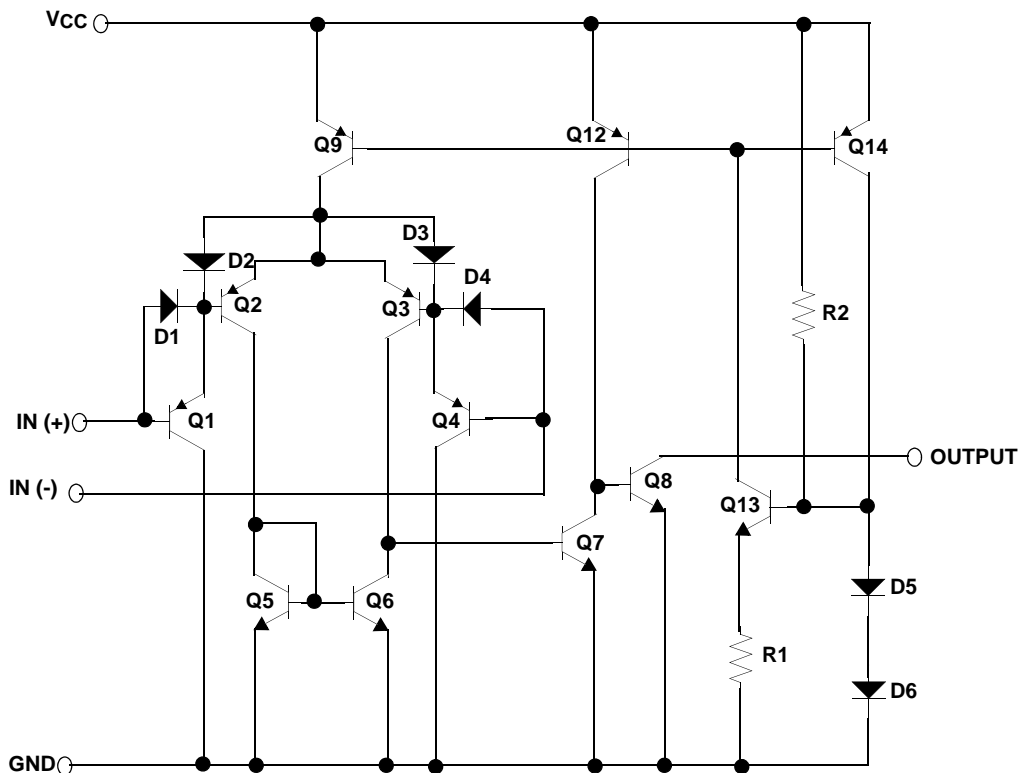 VCC
Q9
Q12
Q14
D3
D2
D4
Q2
Q3
D1
R2
IN (+)
Q1
Q4
OUTPUT
Q8
IN (-)
Q13
Q7
D5
Q5
Q6
R1
D6
GND